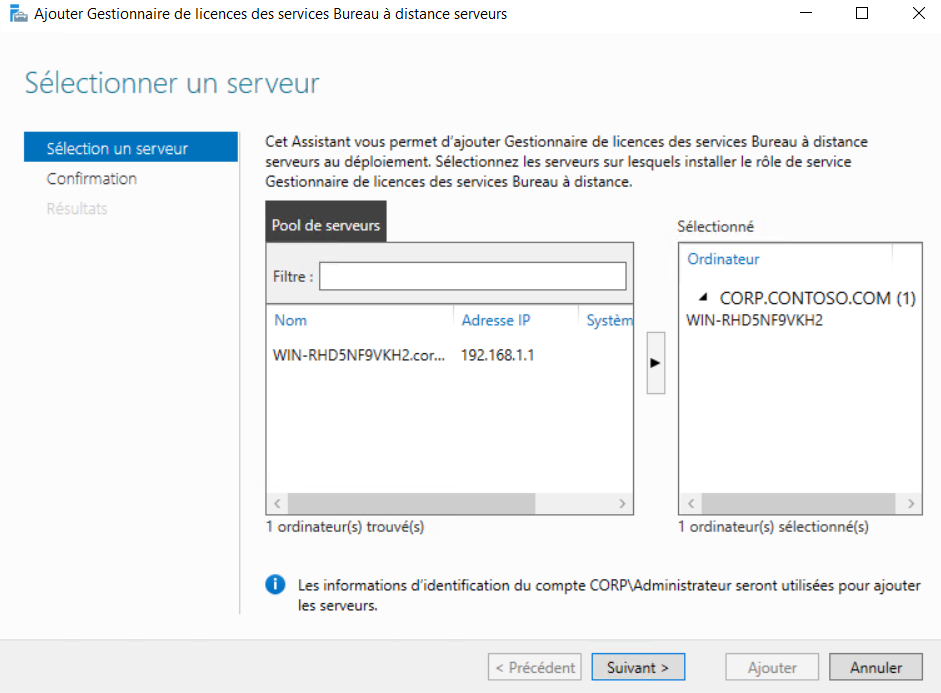 Ajouter Gestionnaire de licences des services Bureau à distance serveurs
Sélectionner un serveur
Sélection un serveur
Confirmation
Résultats
Cet Assistant vous permet d'ajouter Gestionnaire de licences des services Bureau à distance
serveurs au déploiement. Sélectionnez les serveurs sur lesquels installer le rôle de service
Gestionnaire de licences des services Bureau à distance.
Pool de serveurs
Filtre :
Nom Adresse IP Systèm
WIN-RHD5NF9VKH2.cor... 192.168.1.1
1 ordinateur(s) trouvé(s)
Sélectionné
Ordinateur
CORP.CONTOSO.COM (1)
WIN-RHD5NF9VKH2
1 ordinateur(s) sélectionné(s)
Les informations d'identification du compte CORP\Administrateur seront utilisées pour ajouter
les serveurs.
< Précédent Suivant > Ajouter Annuler